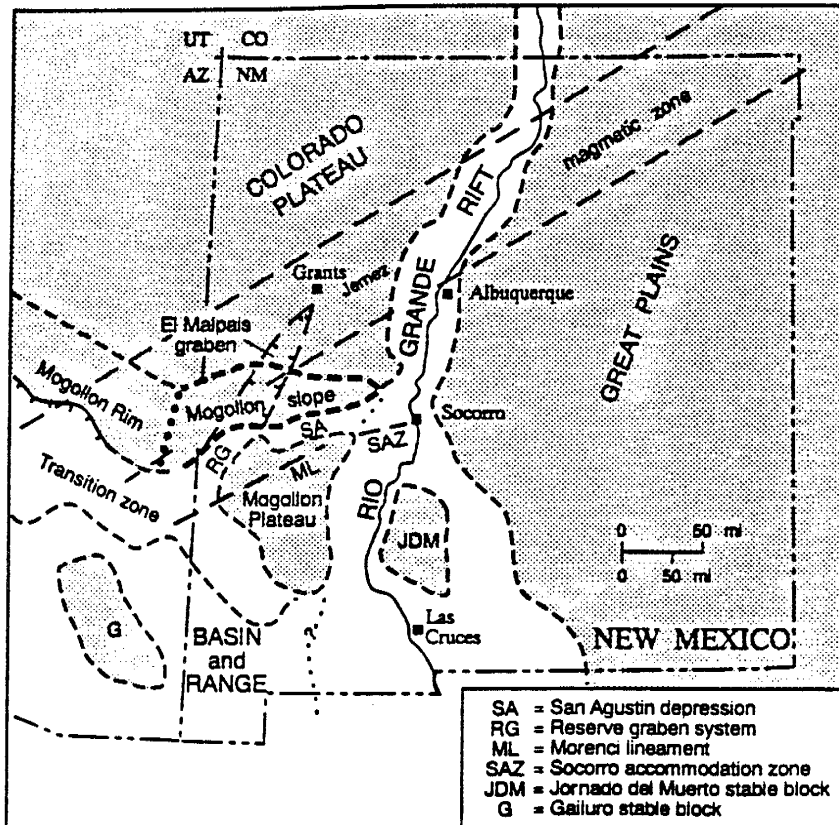 UT CO
AZ NM
COLORADO
PLATEAU
magmatic zone
RIFT
GRANDE
RIO
GREAT PLAINS
Grants
Jemez
Albuquerque
El Malpais
graben
Mogollon Rim
Mogollon slope
Socorro
SA
SAZ
RG
ML
Transition zone
Mogollon
Plateau
JDM
0 50 mi
0 50 mi
G
Las
Cruces
BASIN
and
RANGE
?
NEW MEXICO
SA = San Agustin depression
RG = Reserve graben system
ML = Morenci lineament
SAZ = Socorro accommodation zone
JDM = Jornado del Muerto stable block
G = Gailuro stable block